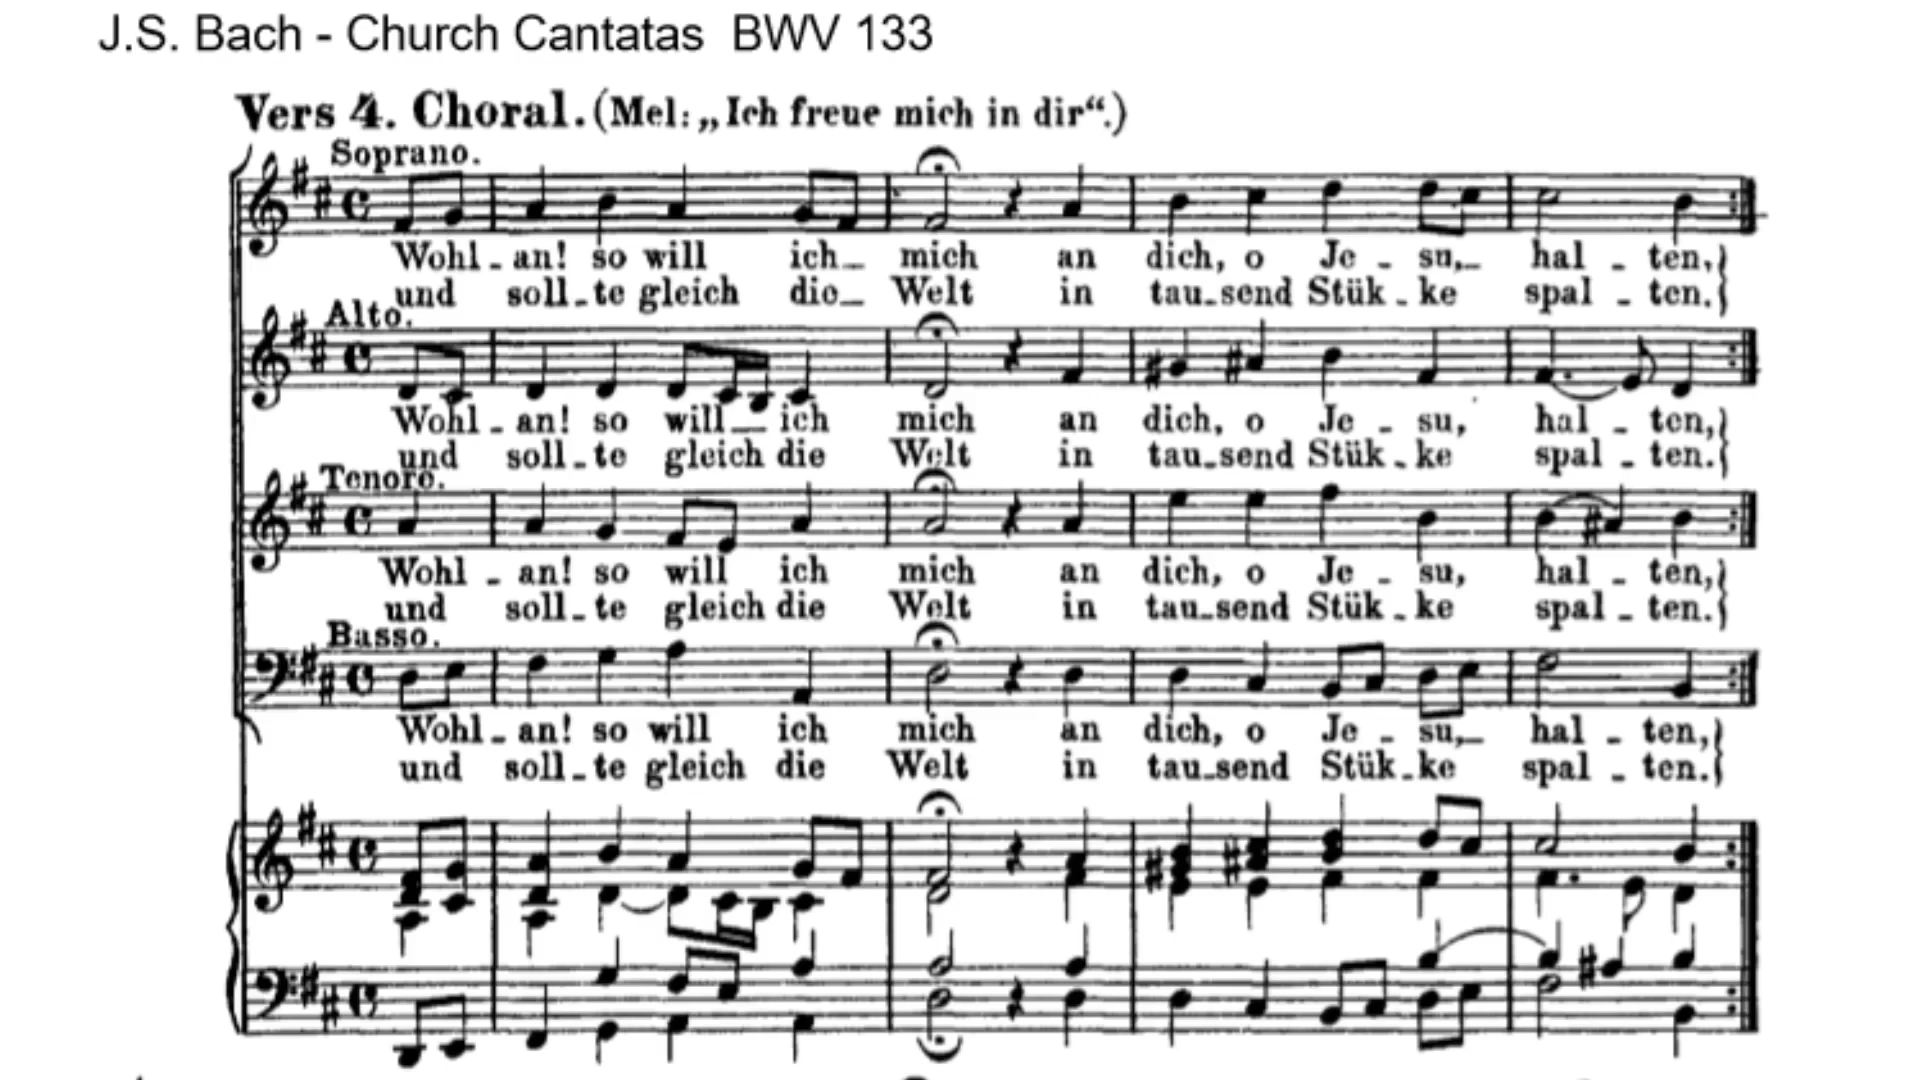 J.S. Bach - Church Cantatas BWV 133
Vers 4. Choral. (Mel: „Ich freue mich in dir“.)
Soprano.
Wohl - an! so will ich mich an dich, o Je - su, hal - ten,
und soll - te gleich die Welt in tau - send Stük - ke spal - ten.
Alto.
Wohl - an! so will ich mich an dich, o Je - su, hal - ten,
und soll - te gleich die Welt in tau - send Stük - ke spal - ten.
Tenore.
Wohl - an! so will ich mich an dich, o Je - su, hal - ten,
und soll - te gleich die Welt in tau - send Stük - ke spal - ten.
Basso.
Wohl - an! so will ich mich an dich, o Je - su, hal - ten,
und soll - te gleich die Welt in tau - send Stük - ke spal - ten.